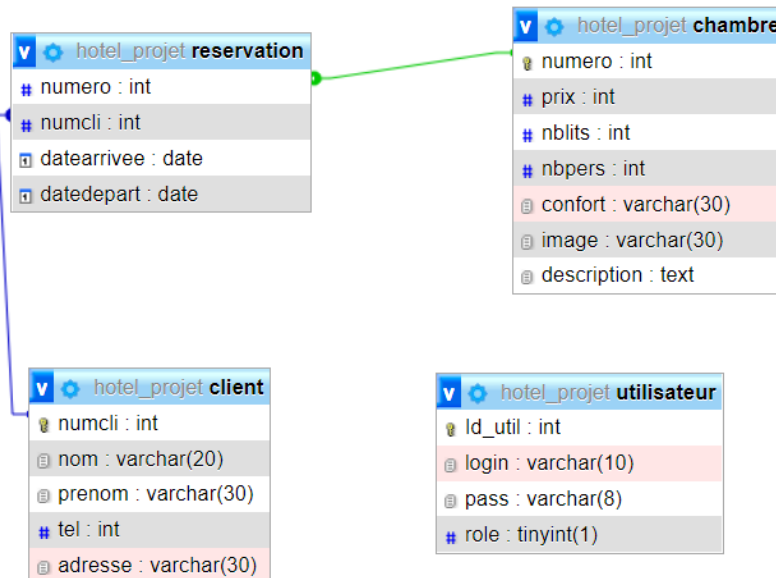 v hotel_projet reservation
# numero : int
# numcli : int
datearrivee : date
datedepart : date
v hotel_projet chambre
numero : int
# prix : int
# nblits : int
# nbpers : int
confort : varchar(30)
image : varchar(30)
description : text
v hotel_projet client
numcli : int
nom : varchar(20)
prenom : varchar(30)
# tel : int
adresse : varchar(30)
v hotel_projet utilisateur
Id_util : int
login : varchar(10)
pass : varchar(8)
# role : tinyint(1)